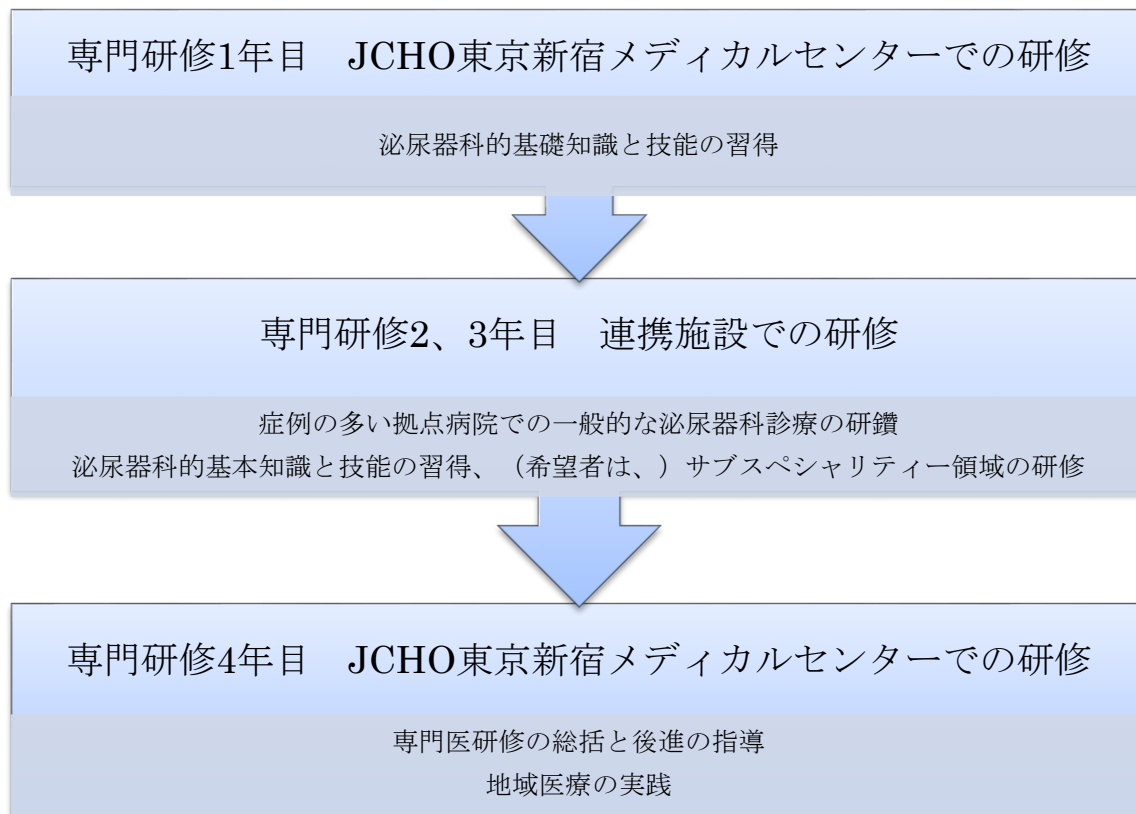 専門研修1年目　JCHO東京新宿メディカルセンターでの研修
泌尿器科的基礎知識と技能の習得
専門研修2、3年目　連携施設での研修
症例の多い拠点病院での一般的な泌尿器科診療の研鑽
泌尿器科的基本知識と技能の習得、（希望者は、）サブスペシャリティー領域の研修
専門研修4年目　JCHO東京新宿メディカルセンターでの研修
専門医研修の総括と後進の指導
地域医療の実践